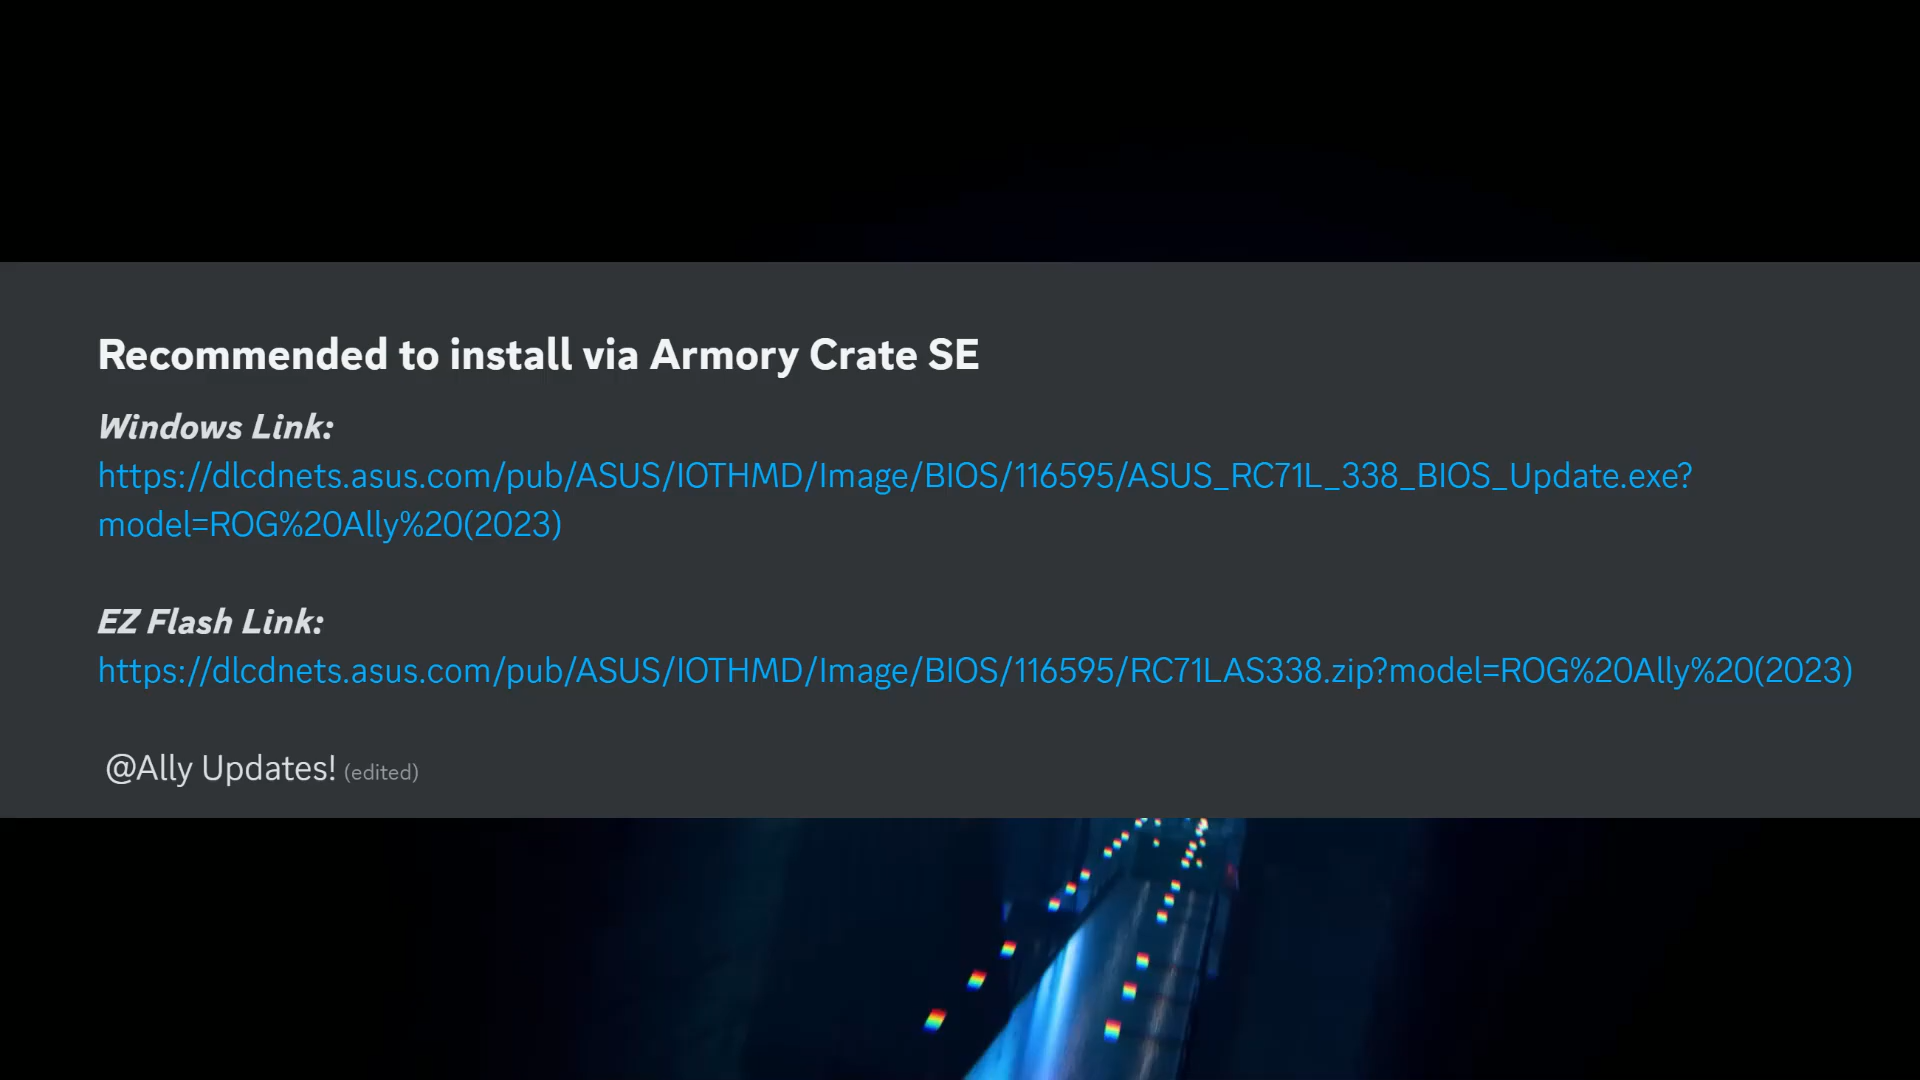 Recommended to install via Armory Crate SE
Windows Link:
https://dlcdnets.asus.com/pub/ASUS/IOTHMD/Image/BIOS/116595/ASUS_RC71L_338_BIOS_Update.exe?
model=ROG%20Ally%20(2023)
EZ Flash Link:
https://dlcdnets.asus.com/pub/ASUS/IOTHMD/Image/BIOS/116595/RC71LAS338.zip?model=ROG%20Ally%20(2023)
@Ally Updates! (edited)